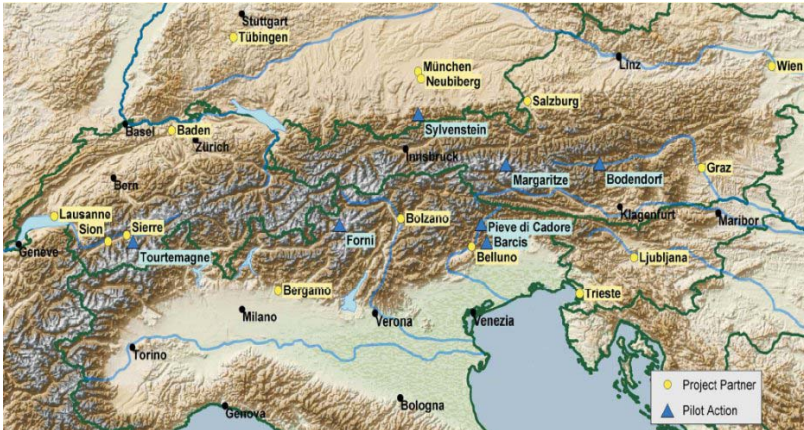 Stuttgart
Tübingen
München
Neubiberg
Linz
Wien
Salzburg
Sylvenstein
Basel
Baden
Zürich
Innsbruck
Margaritze
Bodendorf
Graz
Bern
Lausanne
Sion
Sierre
Genève
Tourtemagne
Forni
Bolzano
Pieve di Cadore
Barcis
Belluno
Klagenfurt
Maribor
Ljubljana
Bergamo
Trieste
Milano
Verona
Venezia
Torino
Genova
Bologna
Project Partner
Pilot Action